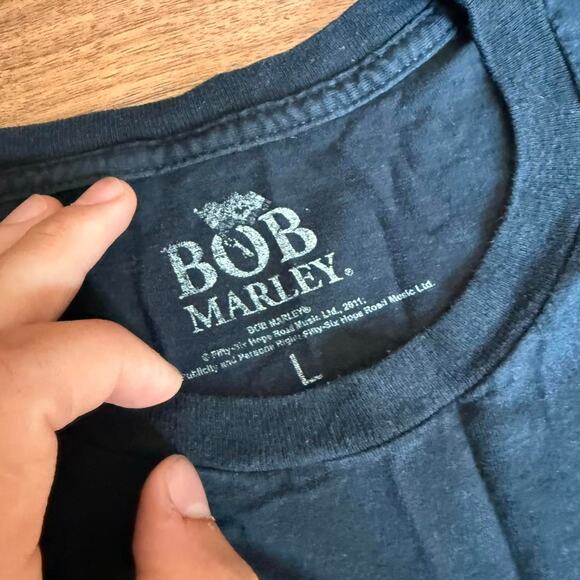 BOB
MARLEY®
BOB MARLEY®
© Fifty-Six Hope Road Music, Ltd., 2011;
Publicity and Persona Right: Fifty-Six Hope Road Music Ltd.
L